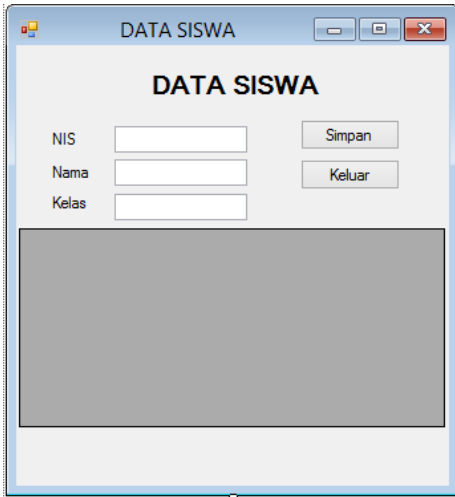 DATA SISWA
DATA SISWA
NIS
Simpan
Nama
Keluar
Kelas